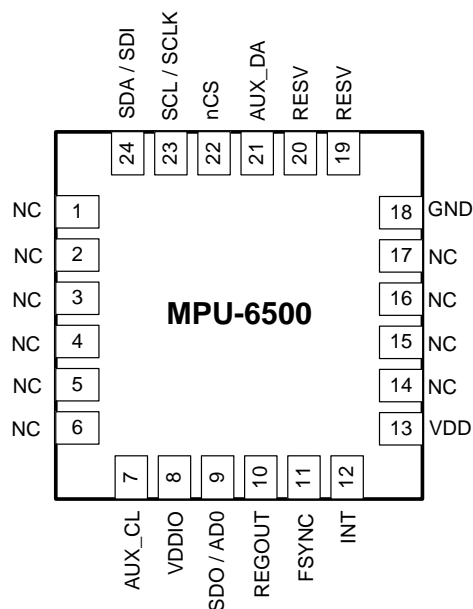 SDA / SDI
SCL / SCLK
nCS
AUX_DA
RESV
RESV
24
23
22
21
20
19
NC 1
NC 2
NC 3
NC 4
NC 5
NC 6
MPU-6500
18 GND
17 NC
16 NC
15 NC
14 NC
13 VDD
7
8
9
10
11
12
AUX_CL
VDDIO
SDO / AD0
REGOUT
FSYNC
INT